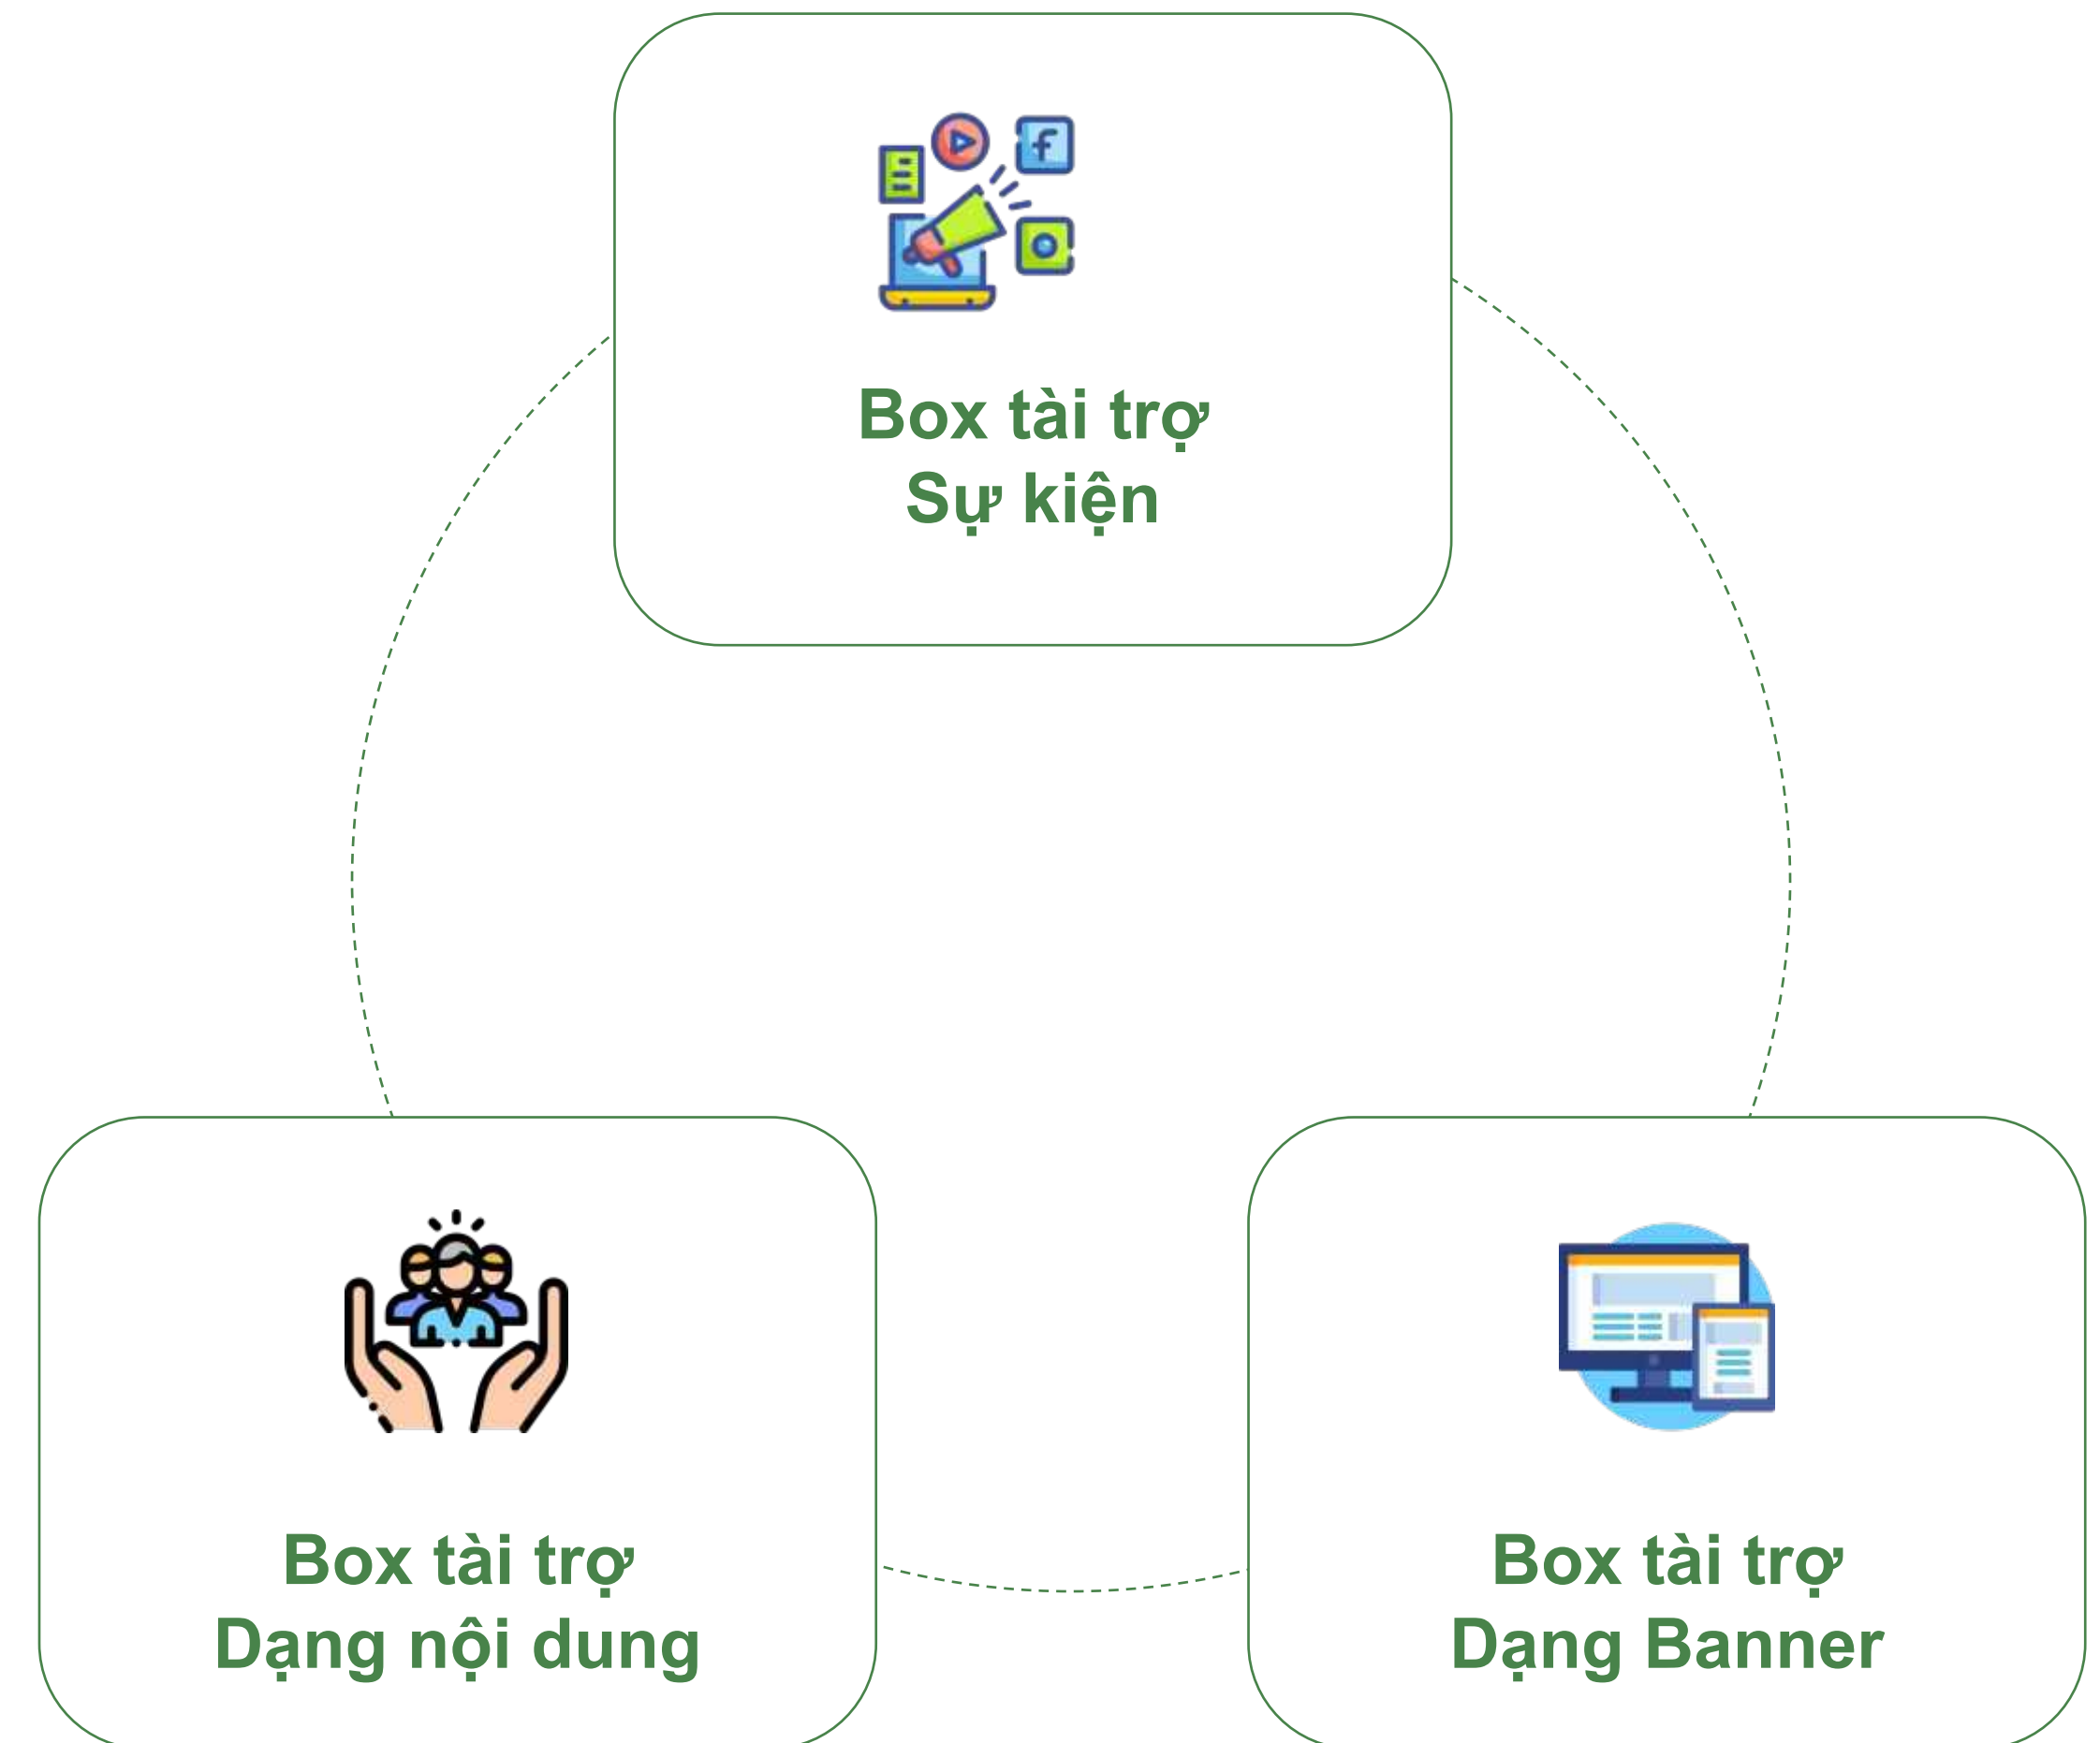 Box tài trợ
Sự kiện
Box tài trợ
Dạng nội dung
Box tài trợ
Dạng Banner